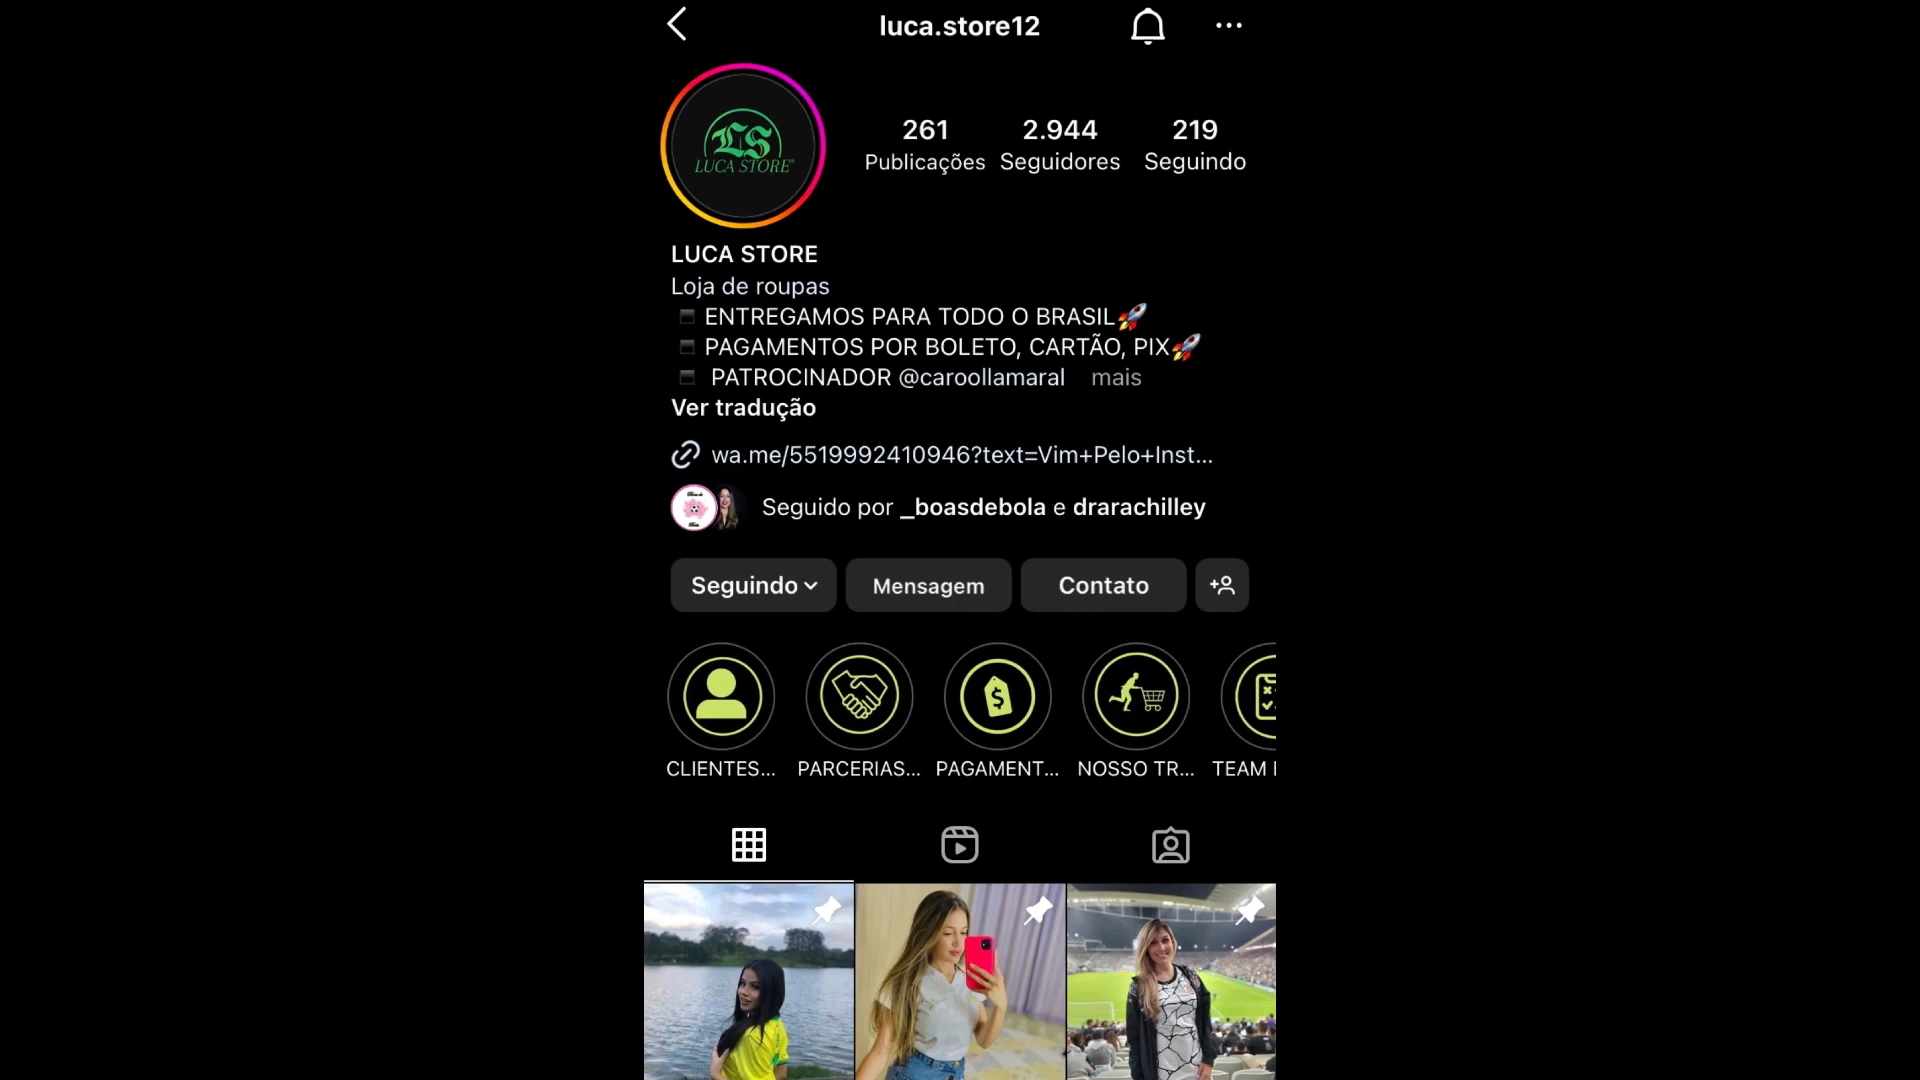 luca.store12
LS
LUCA STORE
261
Publicações
2.944
Seguidores
219
Seguindo
LUCA STORE
Loja de roupas
▪️ ENTREGAMOS PARA TODO O BRASIL🚀
▪️ PAGAMENTOS POR BOLETO, CARTÃO, PIX🚀
▪️ PATROCINADOR @caroollamaral mais
Ver tradução
wa.me/5519992410946?text=Vim+Pelo+Inst...
Seguido por _boasdebola e drarachilley
Seguindo
Mensagem
Contato
CLIENTES...
PARCERIAS...
PAGAMENT...
NOSSO TR...
TEAM